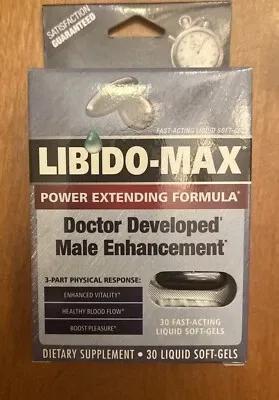 SATISFACTION
GUARANTEED
FAST-ACTING LIQUID SOFT-GELS
LIBIDO-MAX
POWER EXTENDING FORMULA*
Doctor Developed†
Male Enhancement*
3-PART PHYSICAL RESPONSE:
ENHANCED VITALITY*
HEALTHY BLOOD FLOW*
BOOST PLEASURE*
30 FAST-ACTING
LIQUID SOFT-GELS
DIETARY SUPPLEMENT • 30 LIQUID SOFT-GELS